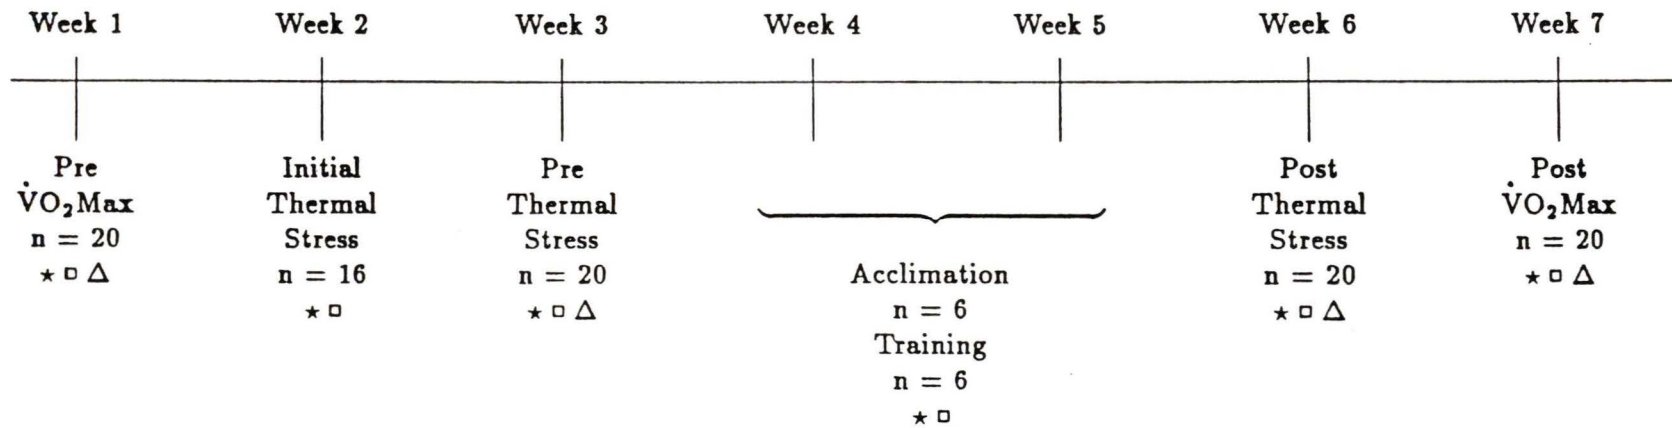 Week 1 Week 2 Week 3 Week 4 Week 5 Week 6 Week 7
Pre
V̇O₂Max
n = 20
★ □ △
Initial
Thermal
Stress
n = 16
★ □
Pre
Thermal
Stress
n = 20
★ □ △
Acclimation
n = 6
Training
n = 6
★ □
Post
Thermal
Stress
n = 20
★ □ △
Post
V̇O₂Max
n = 20
★ □ △